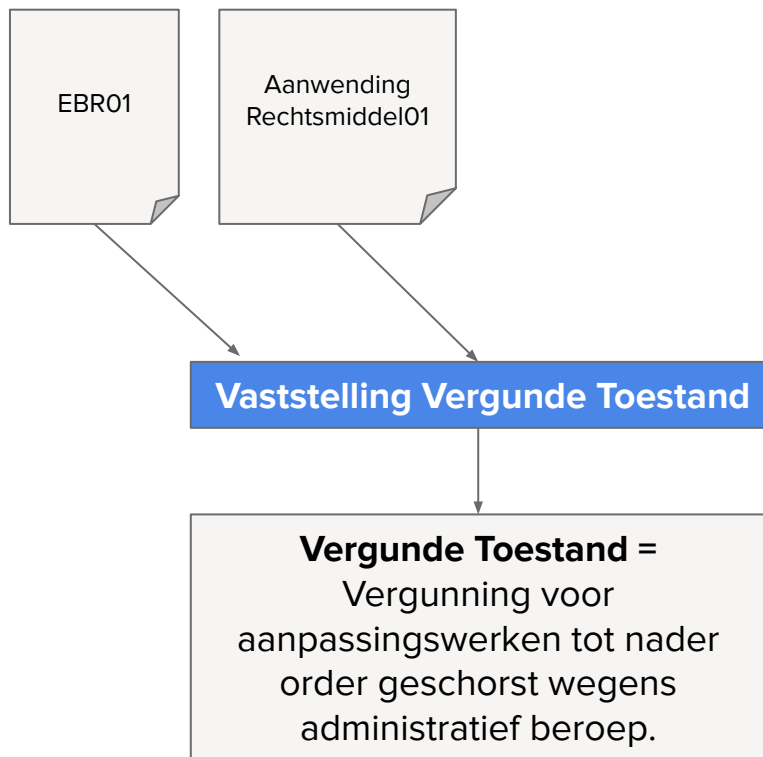 EBR01
Aanwending
Rechtsmiddel01
Vaststelling Vergunde Toestand
Vergunde Toestand =
Vergunning voor
aanpassingswerken tot nader
order geschorst wegens
administratief beroep.